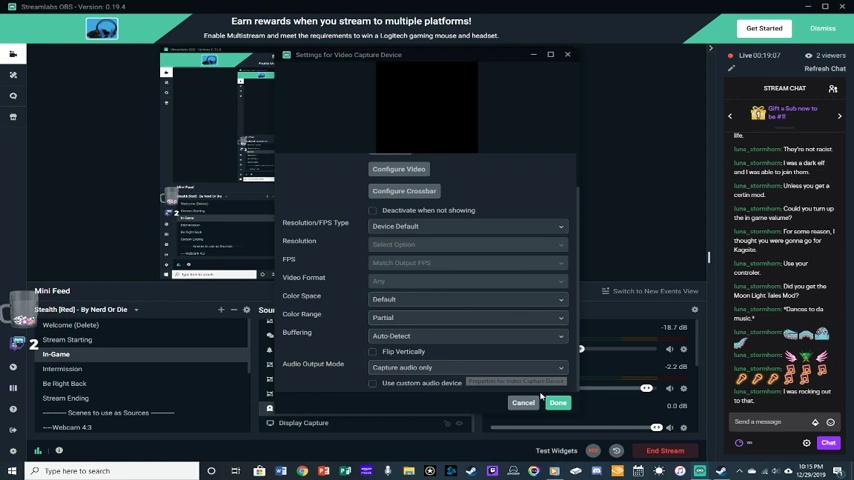 Streamlabs OBS - Version: 0.19.4
Earn rewards when you stream to multiple platforms!
Enable Multistream and meet the requirements to win a Logitech gaming mouse and headset.
Get Started
Dismiss
Settings for Video Capture Device
Configure Video
Configure Crossbar
Deactivate when not showing
Resolution/FPS Type
Device Default
Resolution
Select Option
FPS
Match Output FPS
Video Format
Any
Color Space
Default
Color Range
Partial
Buffering
Auto-Detect
Flip Vertically
Audio Output Mode
Capture audio only
Use custom audio device
Properties for Video Capture Device
Cancel
Done
Live 00:19:07
2 viewers
Refresh Chat
STREAM CHAT
Gift a Sub now to
be #1!
life.
luna_stormhorn: They're not racist.
luna_stormhorn: I was a dark elf
and I was able to join them.
luna_stormhorn: Unless you get a
certin mod.
luna_stormhorn: Could you turn up
the in game valume?
luna_stormhorn: For some reason, I
thought you were gonna go for
Kageite.
luna_stormhorn: Use your
controler.
luna_stormhorn: Did you get the
Moon Light Tales Mod?
luna_stormhorn: *Dances to da
music.*
luna_stormhorn:
luna_stormhorn:
luna_stormhorn: I was rocking out
to that.
Send a message
Chat
Mini Feed
Switch to New Events View
Stealth [Red] - By Nerd Or Die
Welcome (Delete)
Stream Starting
In-Game
Intermission
Be Right Back
Stream Ending
-------- Scenes to use as Sources --------
---Webcam 4:3
2
Sour
Display Capture
-18.7 dB
-2.2 dB
0.0 dB
Test Widgets
End Stream
Type here to search
10:15 PM
12/29/2019